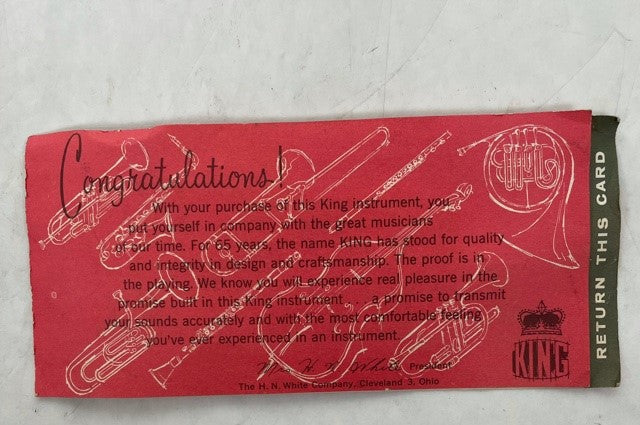 Congratulations!
With your purchase of this King instrument, you
put yourself in company with the great musicians
of our time. For 65 years, the name KING has stood for quality
and integrity in design and craftsmanship. The proof is in
the playing. We know you will experience real pleasure in the
promise built in this King instrument . . . a promise to transmit
your sounds accurately and with the most comfortable feeling
you've ever experienced in an instrument.
Mrs. H. N. White President
The H. N. White Company, Cleveland 3, Ohio
KING
RETURN THIS CARD